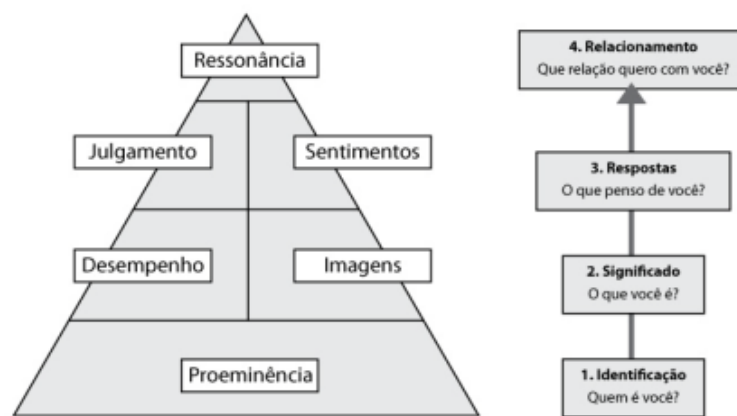 Ressonância
Julgamento
Sentimentos
Desempenho
Imagens
Proeminência
4. Relacionamento
Que relação quero com você?
3. Respostas
O que penso de você?
2. Significado
O que você é?
1. Identificação
Quem é você?